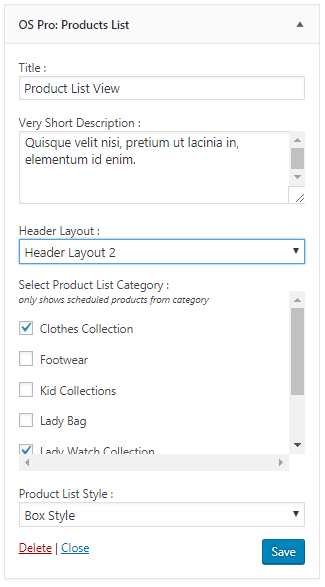 OS Pro: Products List
Title :
Product List View
Very Short Description :
Quisque velit nisi, pretium ut lacinia in,
elementum id enim.
Header Layout :
Header Layout 2
Select Product List Category :
only shows scheduled products from category
Clothes Collection
Footwear
Kid Collections
Lady Bag
Lady Watch Collection
Product List Style :
Box Style
Delete | Close
Save